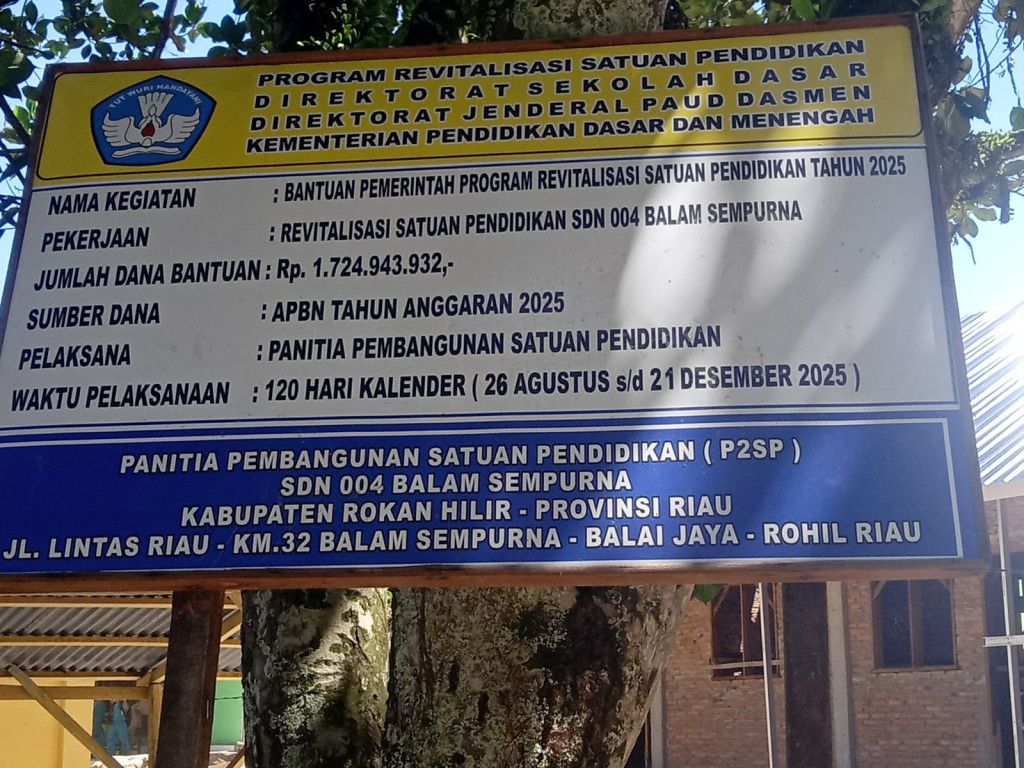 PROGRAM REVITALISASI SATUAN PENDIDIKAN
DIREKTORAT SEKOLAH DASAR
DIREKTORAT JENDERAL PAUD DASMEN
KEMENTERIAN PENDIDIKAN DASAR DAN MENENGAH
TUT WURI HANDAYANI
NAMA KEGIATAN : BANTUAN PEMERINTAH PROGRAM REVITALISASI SATUAN PENDIDIKAN TAHUN 2025
PEKERJAAN : REVITALISASI SATUAN PENDIDIKAN SDN 004 BALAM SEMPURNA
JUMLAH DANA BANTUAN : Rp. 1.724.943.932,-
SUMBER DANA : APBN TAHUN ANGGARAN 2025
PELAKSANA : PANITIA PEMBANGUNAN SATUAN PENDIDIKAN
WAKTU PELAKSANAAN : 120 HARI KALENDER ( 26 AGUSTUS s/d 21 DESEMBER 2025 )
PANITIA PEMBANGUNAN SATUAN PENDIDIKAN ( P2SP )
SDN 004 BALAM SEMPURNA
KABUPATEN ROKAN HILIR - PROVINSI RIAU
JL. LINTAS RIAU - KM.32 BALAM SEMPURNA - BALAI JAYA - ROHIL RIAU